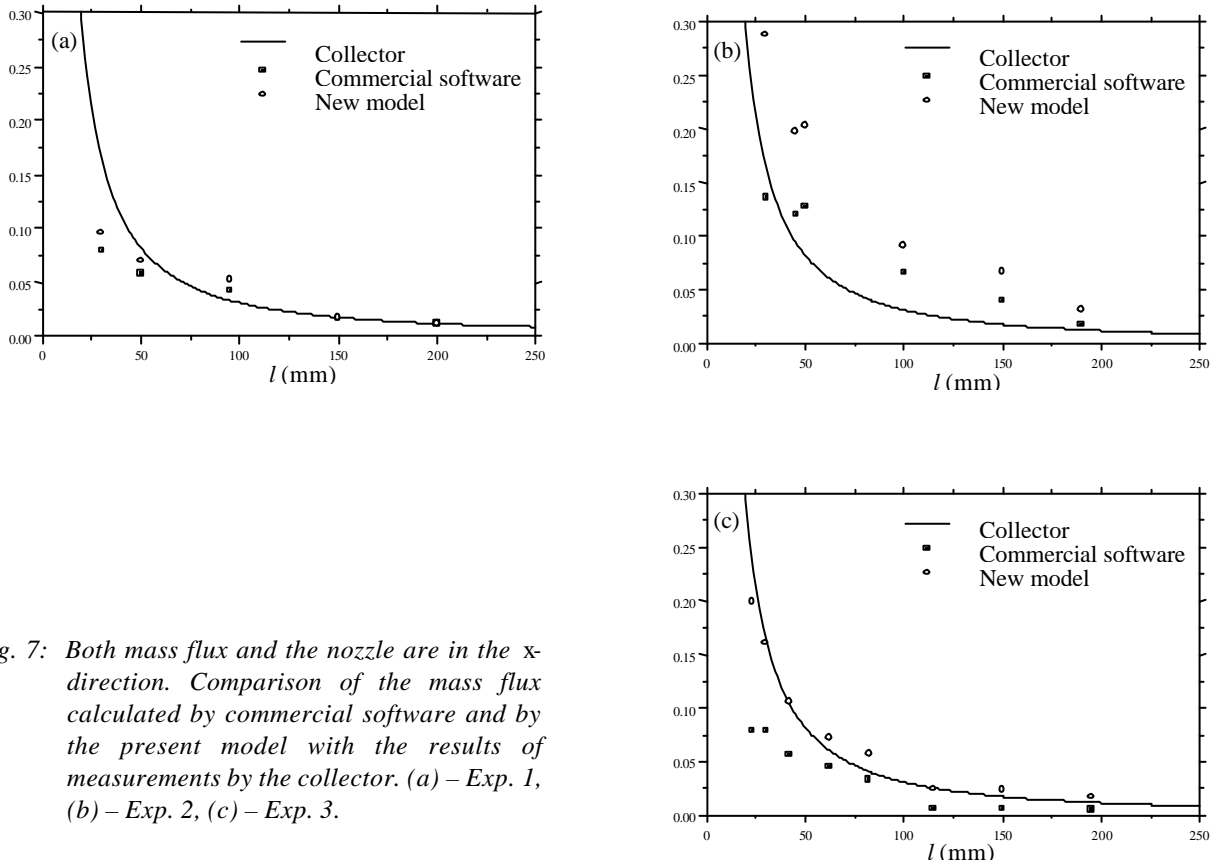 0.30
(a)
Collector
Commercial software
New model
0.25
0.20
0.15
0.10
0.05
0.00
0 50 100 150 200 250
l (mm)
0.30
(b)
Collector
Commercial software
New model
0.25
0.20
0.15
0.10
0.05
0.00
0 50 100 150 200 250
l (mm)
0.30
(c)
Collector
Commercial software
New model
0.25
0.20
0.15
0.10
0.05
0.00
0 50 100 150 200 250
l (mm)
g. 7: Both mass flux and the nozzle are in the x-
direction. Comparison of the mass flux
calculated by commercial software and by
the present model with the results of
measurements by the collector. (a) – Exp. 1,
(b) – Exp. 2, (c) – Exp. 3.